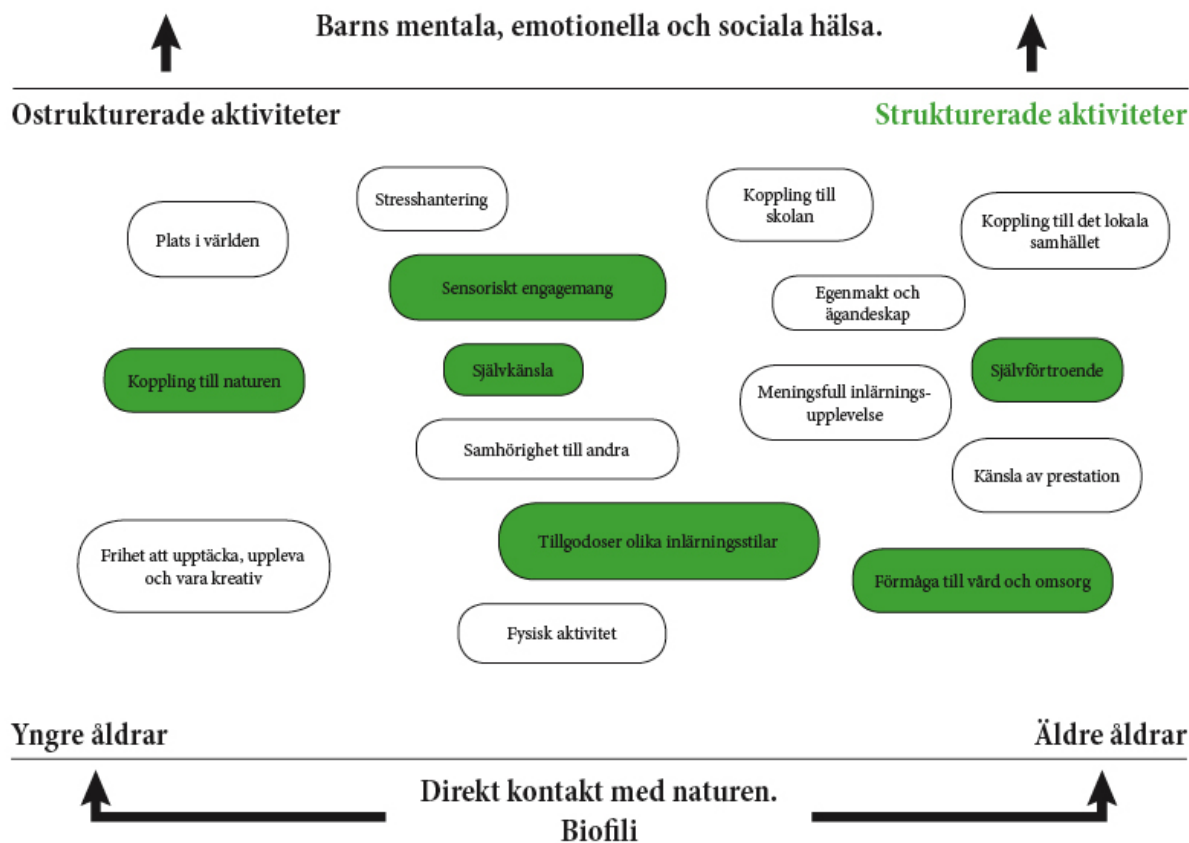 Barns mentala, emotionella och sociala hälsa.
Ostrukturerade aktiviteter
Strukturerade aktiviteter
Stresshantering
Koppling till
skolan
Plats i världen
Koppling till det lokala
samhället
Sensoriskt engagemang
Egenmakt och
ägandeskap
Koppling till naturen
Självkänsla
Självförtroende
Meningsfull inlärnings-
upplevelse
Samhörighet till andra
Känsla av prestation
Frihet att upptäcka, uppleva
och vara kreativ
Tillgodoser olika inlärningsstilar
Förmåga till vård och omsorg
Fysisk aktivitet
Yngre åldrar
Äldre åldrar
Direkt kontakt med naturen.
Biofili